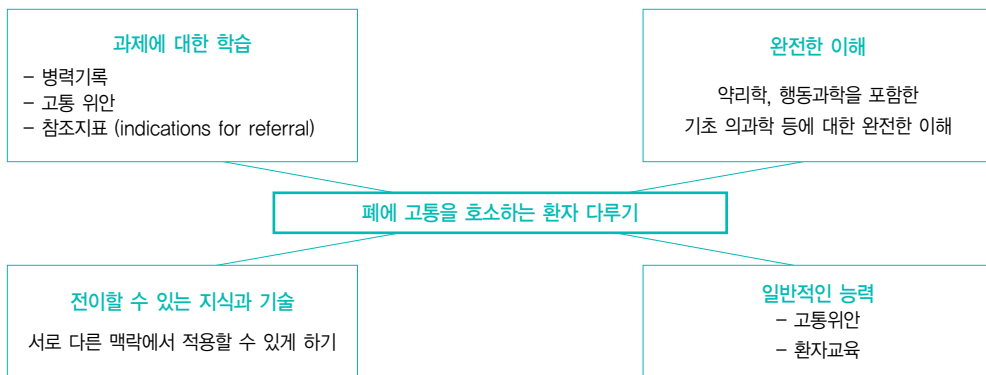 과제에 대한 학습
– 병력기록
– 고통 위안
– 참조지표 (indications for referral)
완전한 이해
약리학, 행동과학을 포함한
기초 의과학 등에 대한 완전한 이해
폐에 고통을 호소하는 환자 다루기
전이할 수 있는 지식과 기술
서로 다른 맥락에서 적용할 수 있게 하기
일반적인 능력
– 고통위안
– 환자교육